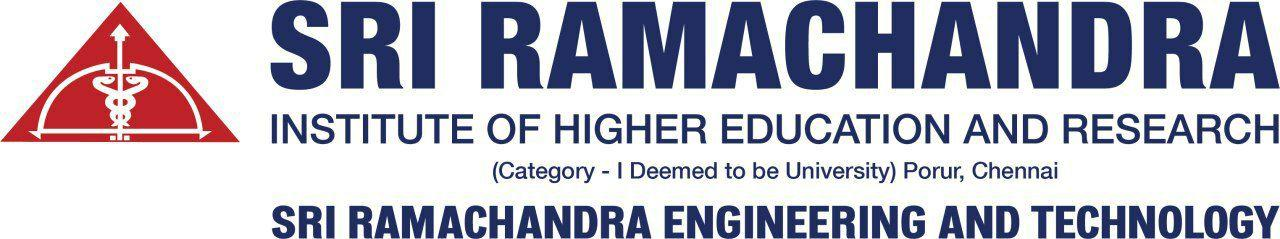 SRI RAMACHANDRA
INSTITUTE OF HIGHER EDUCATION AND RESEARCH
(Category - I Deemed to be University) Porur, Chennai
SRI RAMACHANDRA ENGINEERING AND TECHNOLOGY